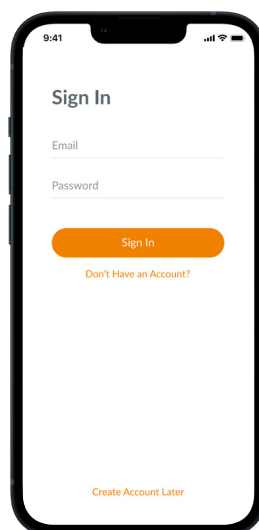 9:41
Sign In
Email
Password
Sign In
Don't Have an Account?
Create Account Later